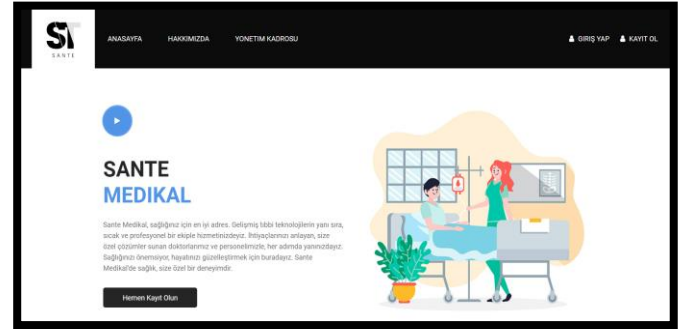 ST
SANTE
ANASAYFA HAKKIMIZDA YONETIM KADROSU GIRIŞ YAP KAYIT OL
SANTE
MEDIKAL
Sante Medikal, sağlığınız için en iyi adres. Gelişmiş tıbbi teknolojilerin yanı sıra,
sıcak ve profesyonel bir ekiple hizmetinizdeyiz. İhtiyaçlarınızı anlayan, size
özel çözümler sunan doktorlarımız ve personelimizle, her adımda yanınızdayız.
Sağlığınızı önemsiyor, hayatınızı güzelleştirmek için buradayız. Sante
Medikal'de sağlık, size özel bir deneyimdir.
Hemen Kayıt Olun